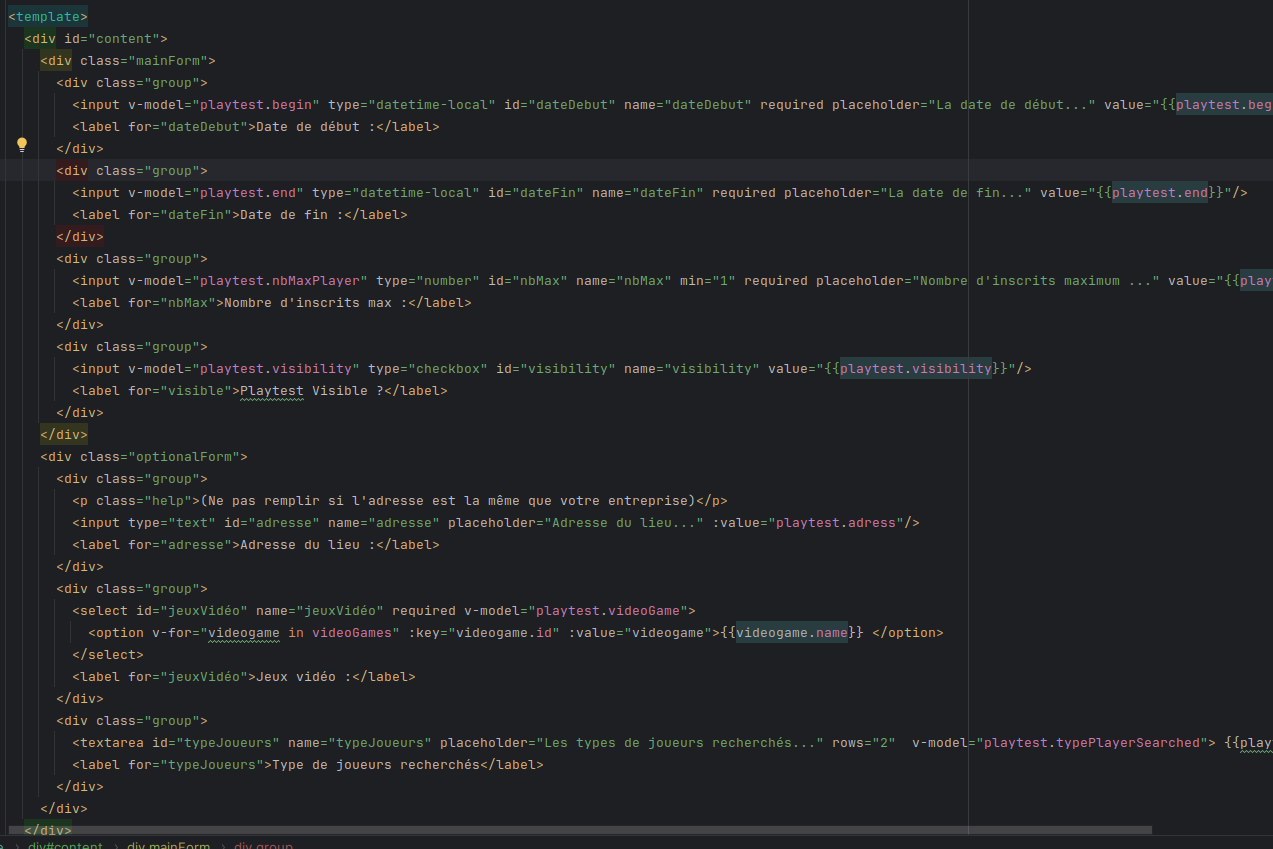 <template>
<div id="content">
<div class="mainForm">
<div class="group">
<input v-model="playtest.begin" type="datetime-local" id="dateDebut" name="dateDebut" required placeholder="La date de début..." value="{{playtest.beg
<label for="dateDebut">Date de début :</label>
</div>
<div class="group">
<input v-model="playtest.end" type="datetime-local" id="dateFin" name="dateFin" required placeholder="La date de fin..." value="{{playtest.end}}"/>
<label for="dateFin">Date de fin :</label>
</div>
<div class="group">
<input v-model="playtest.nbMaxPlayer" type="number" id="nbMax" name="nbMax" min="1" required placeholder="Nombre d'inscrits maximum ..." value="{{play
<label for="nbMax">Nombre d'inscrits max :</label>
</div>
<div class="group">
<input v-model="playtest.visibility" type="checkbox" id="visibility" name="visibility" value="{{playtest.visibility}}"/>
<label for="visible">Playtest Visible ?</label>
</div>
</div>
<div class="optionalForm">
<div class="group">
<p class="help">(Ne pas remplir si l'adresse est la même que votre entreprise)</p>
<input type="text" id="adresse" name="adresse" placeholder="Adresse du lieu..." :value="playtest.adress"/>
<label for="adresse">Adresse du lieu :</label>
</div>
<div class="group">
<select id="jeuxVidéo" name="jeuxVidéo" required v-model="playtest.videoGame">
<option v-for="videogame in videoGames" :key="videogame.id" :value="videogame">{{videogame.name}} </option>
</select>
<label for="jeuxVidéo">Jeux vidéo :</label>
</div>
<div class="group">
<textarea id="typeJoueurs" name="typeJoueurs" placeholder="Les types de joueurs recherchés..." rows="2"  v-model="playtest.typePlayerSearched"> {{play
<label for="typeJoueurs">Type de joueurs recherchés</label>
</div>
</div>
</div>
div#content > div.mainForm > div.group